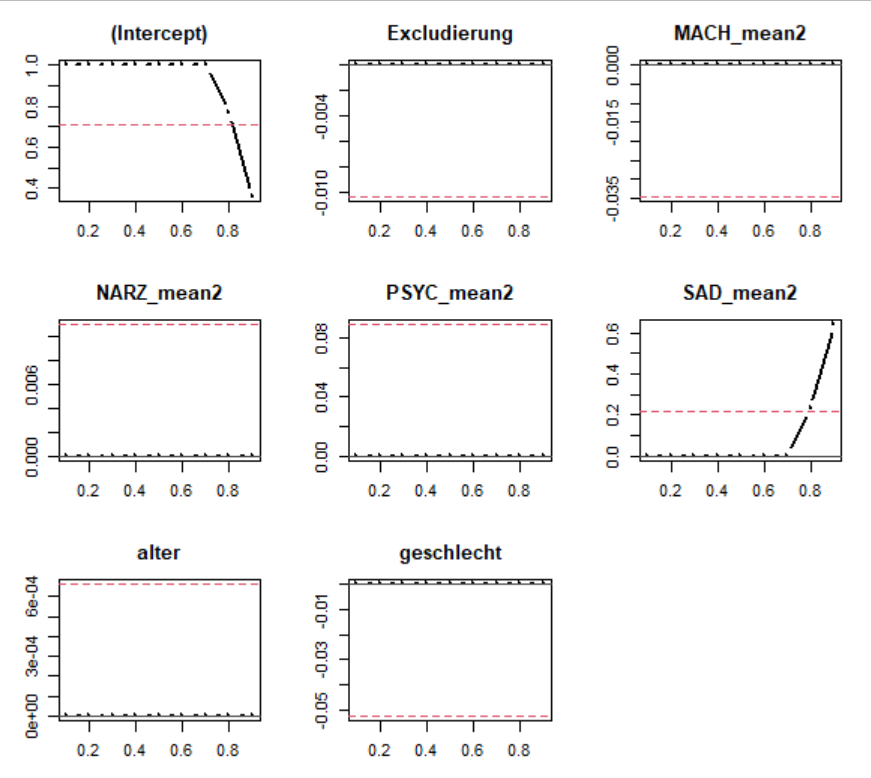 (Intercept) Excludierung MACH_mean2
1.0 0.8 0.6 0.4 -0.004 -0.010 0.000 -0.015 -0.035
0.2 0.4 0.6 0.8 0.2 0.4 0.6 0.8 0.2 0.4 0.6 0.8
NARZ_mean2 PSYC_mean2 SAD_mean2
0.006 0.000 0.08 0.04 0.00 0.6 0.4 0.2 0.0
0.2 0.4 0.6 0.8 0.2 0.4 0.6 0.8 0.2 0.4 0.6 0.8
alter geschlecht
6e-04 3e-04 0e+00 -0.01 -0.03 -0.05
0.2 0.4 0.6 0.8 0.2 0.4 0.6 0.8